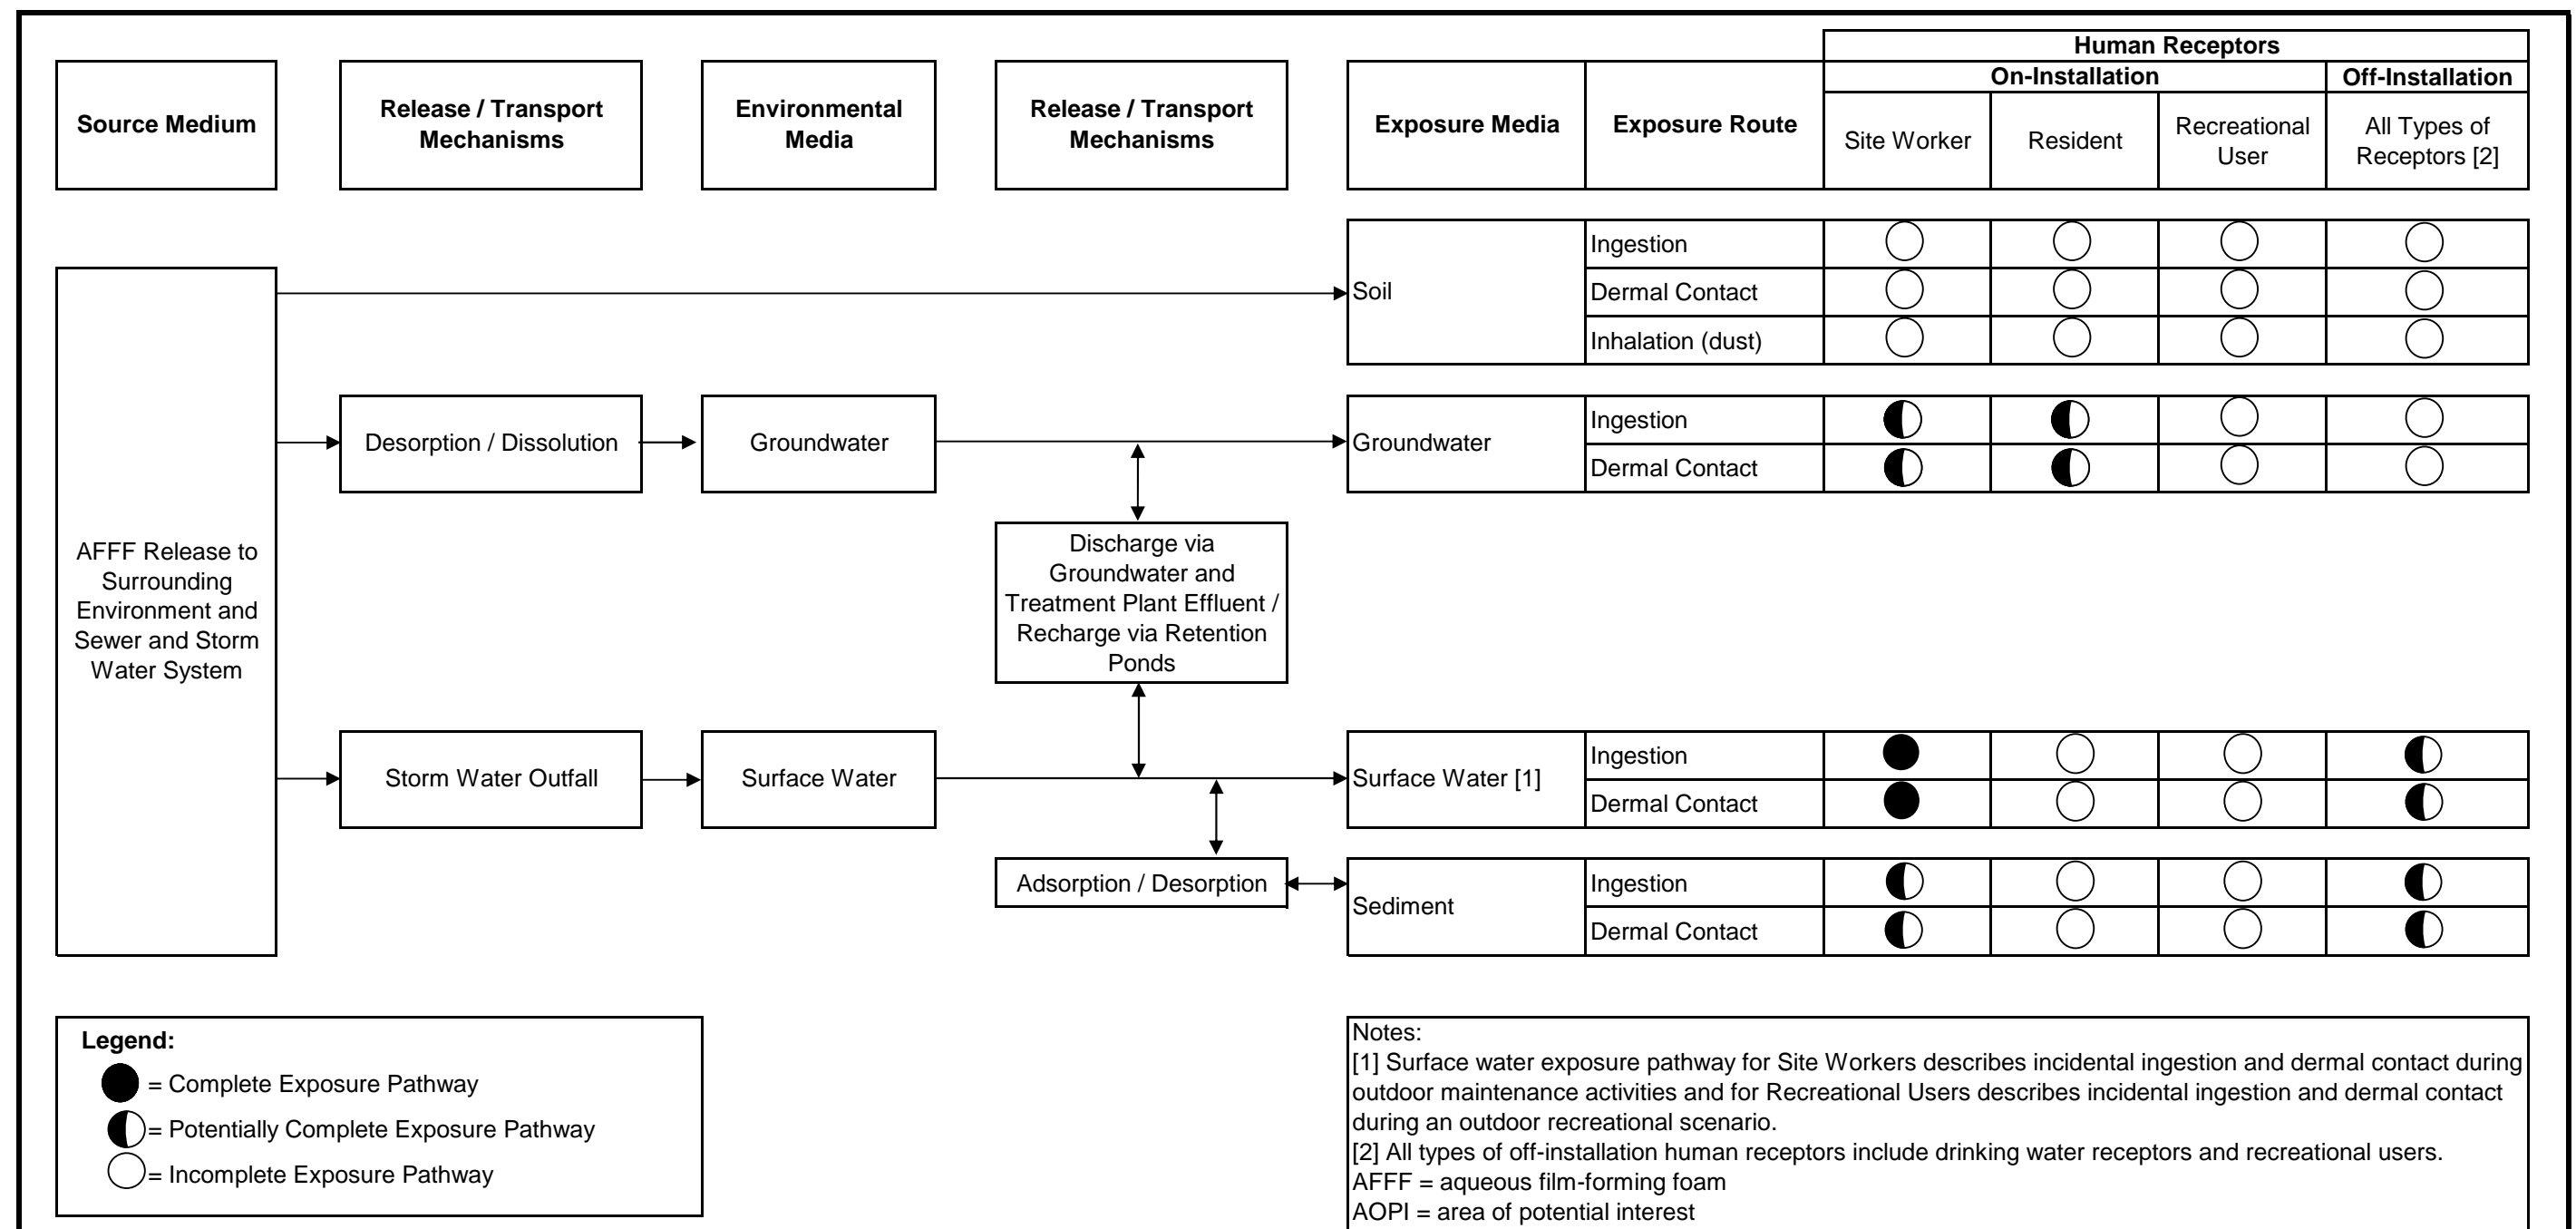 Human Receptors
On-Installation
Off-Installation
Source Medium
Release / Transport
Mechanisms
Environmental
Media
Release / Transport
Mechanisms
Exposure Media
Exposure Route
Site Worker
Resident
Recreational
User
All Types of
Receptors [2]
Soil
Ingestion
Dermal Contact
Inhalation (dust)
AFFF Release to
Surrounding
Environment and
Sewer and Storm
Water System
Desorption / Dissolution
Groundwater
Groundwater
Ingestion
Dermal Contact
Discharge via
Groundwater and
Treatment Plant Effluent /
Recharge via Retention
Ponds
Storm Water Outfall
Surface Water
Surface Water [1]
Ingestion
Dermal Contact
Adsorption / Desorption
Sediment
Ingestion
Dermal Contact
Legend:
= Complete Exposure Pathway
= Potentially Complete Exposure Pathway
= Incomplete Exposure Pathway
Notes:
[1] Surface water exposure pathway for Site Workers describes incidental ingestion and dermal contact during
outdoor maintenance activities and for Recreational Users describes incidental ingestion and dermal contact
during an outdoor recreational scenario.
[2] All types of off-installation human receptors include drinking water receptors and recreational users.
AFFF = aqueous film-forming foam
AOPI = area of potential interest